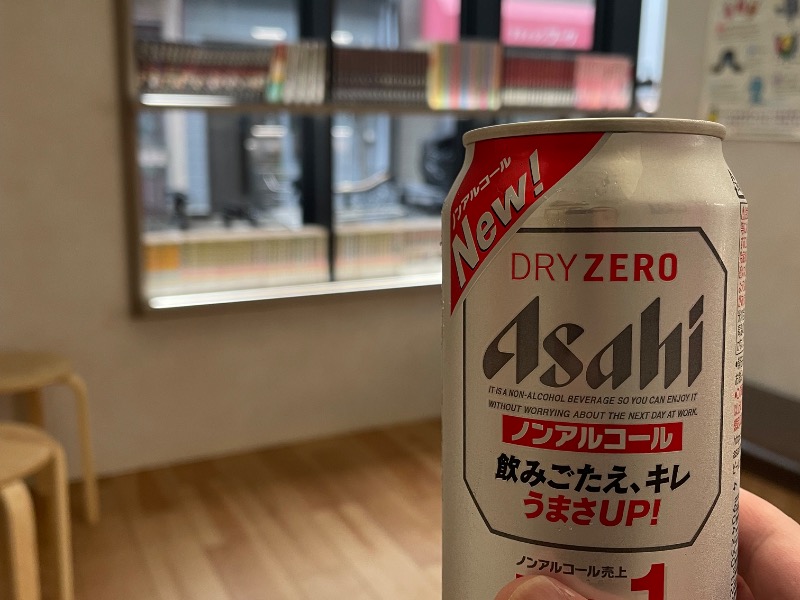 ノンアルコール
New!
DRY ZERO
Asahi
IT IS A NON-ALCOHOL BEVERAGE SO YOU CAN ENJOY IT
WITHOUT WORRYING ABOUT THE NEXT DAY AT WORK.
ノンアルコール
飲みごたえ、キレ
うまさUP!
ノンアルコール売上
1